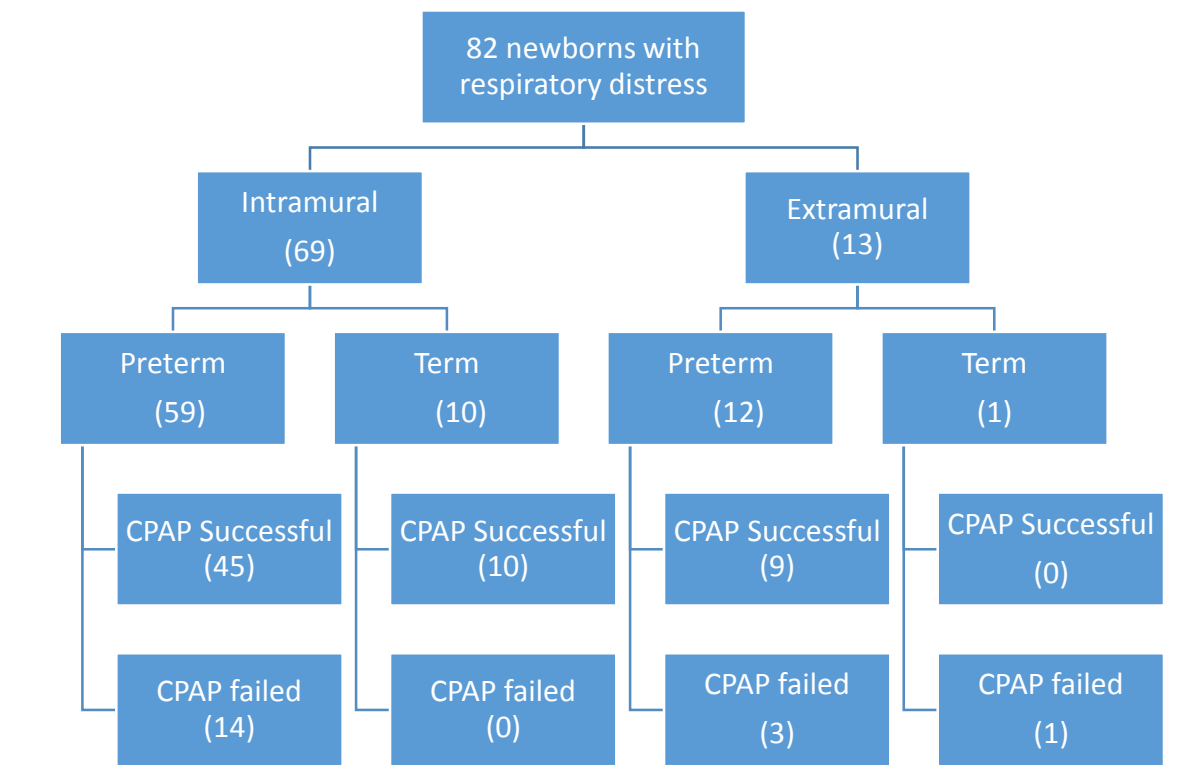 82 newborns with
respiratory distress
Intramural
(69)
Extramural
(13)
Preterm
(59)
Term
(10)
Preterm
(12)
Term
(1)
CPAP Successful
(45)
CPAP Successful
(10)
CPAP Successful
(9)
CPAP Successful
(0)
CPAP failed
(14)
CPAP failed
(0)
CPAP failed
(3)
CPAP failed
(1)